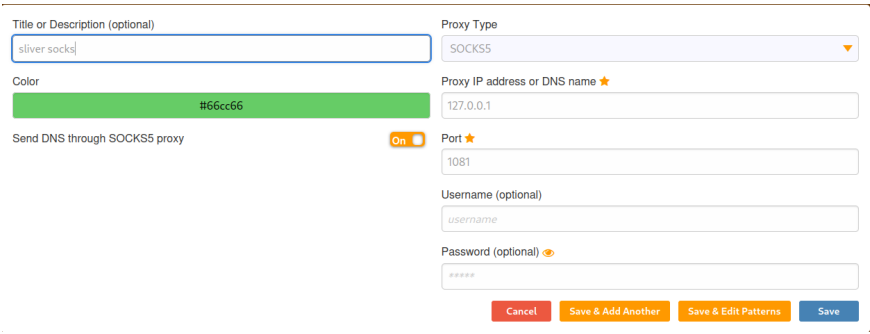 Title or Description (optional)
sliver socks
Color
#66cc66
Send DNS through SOCKS5 proxy
On
Proxy Type
SOCKS5
Proxy IP address or DNS name
127.0.0.1
Port
1081
Username (optional)
username
Password (optional)
*****
Cancel
Save & Add Another
Save & Edit Patterns
Save